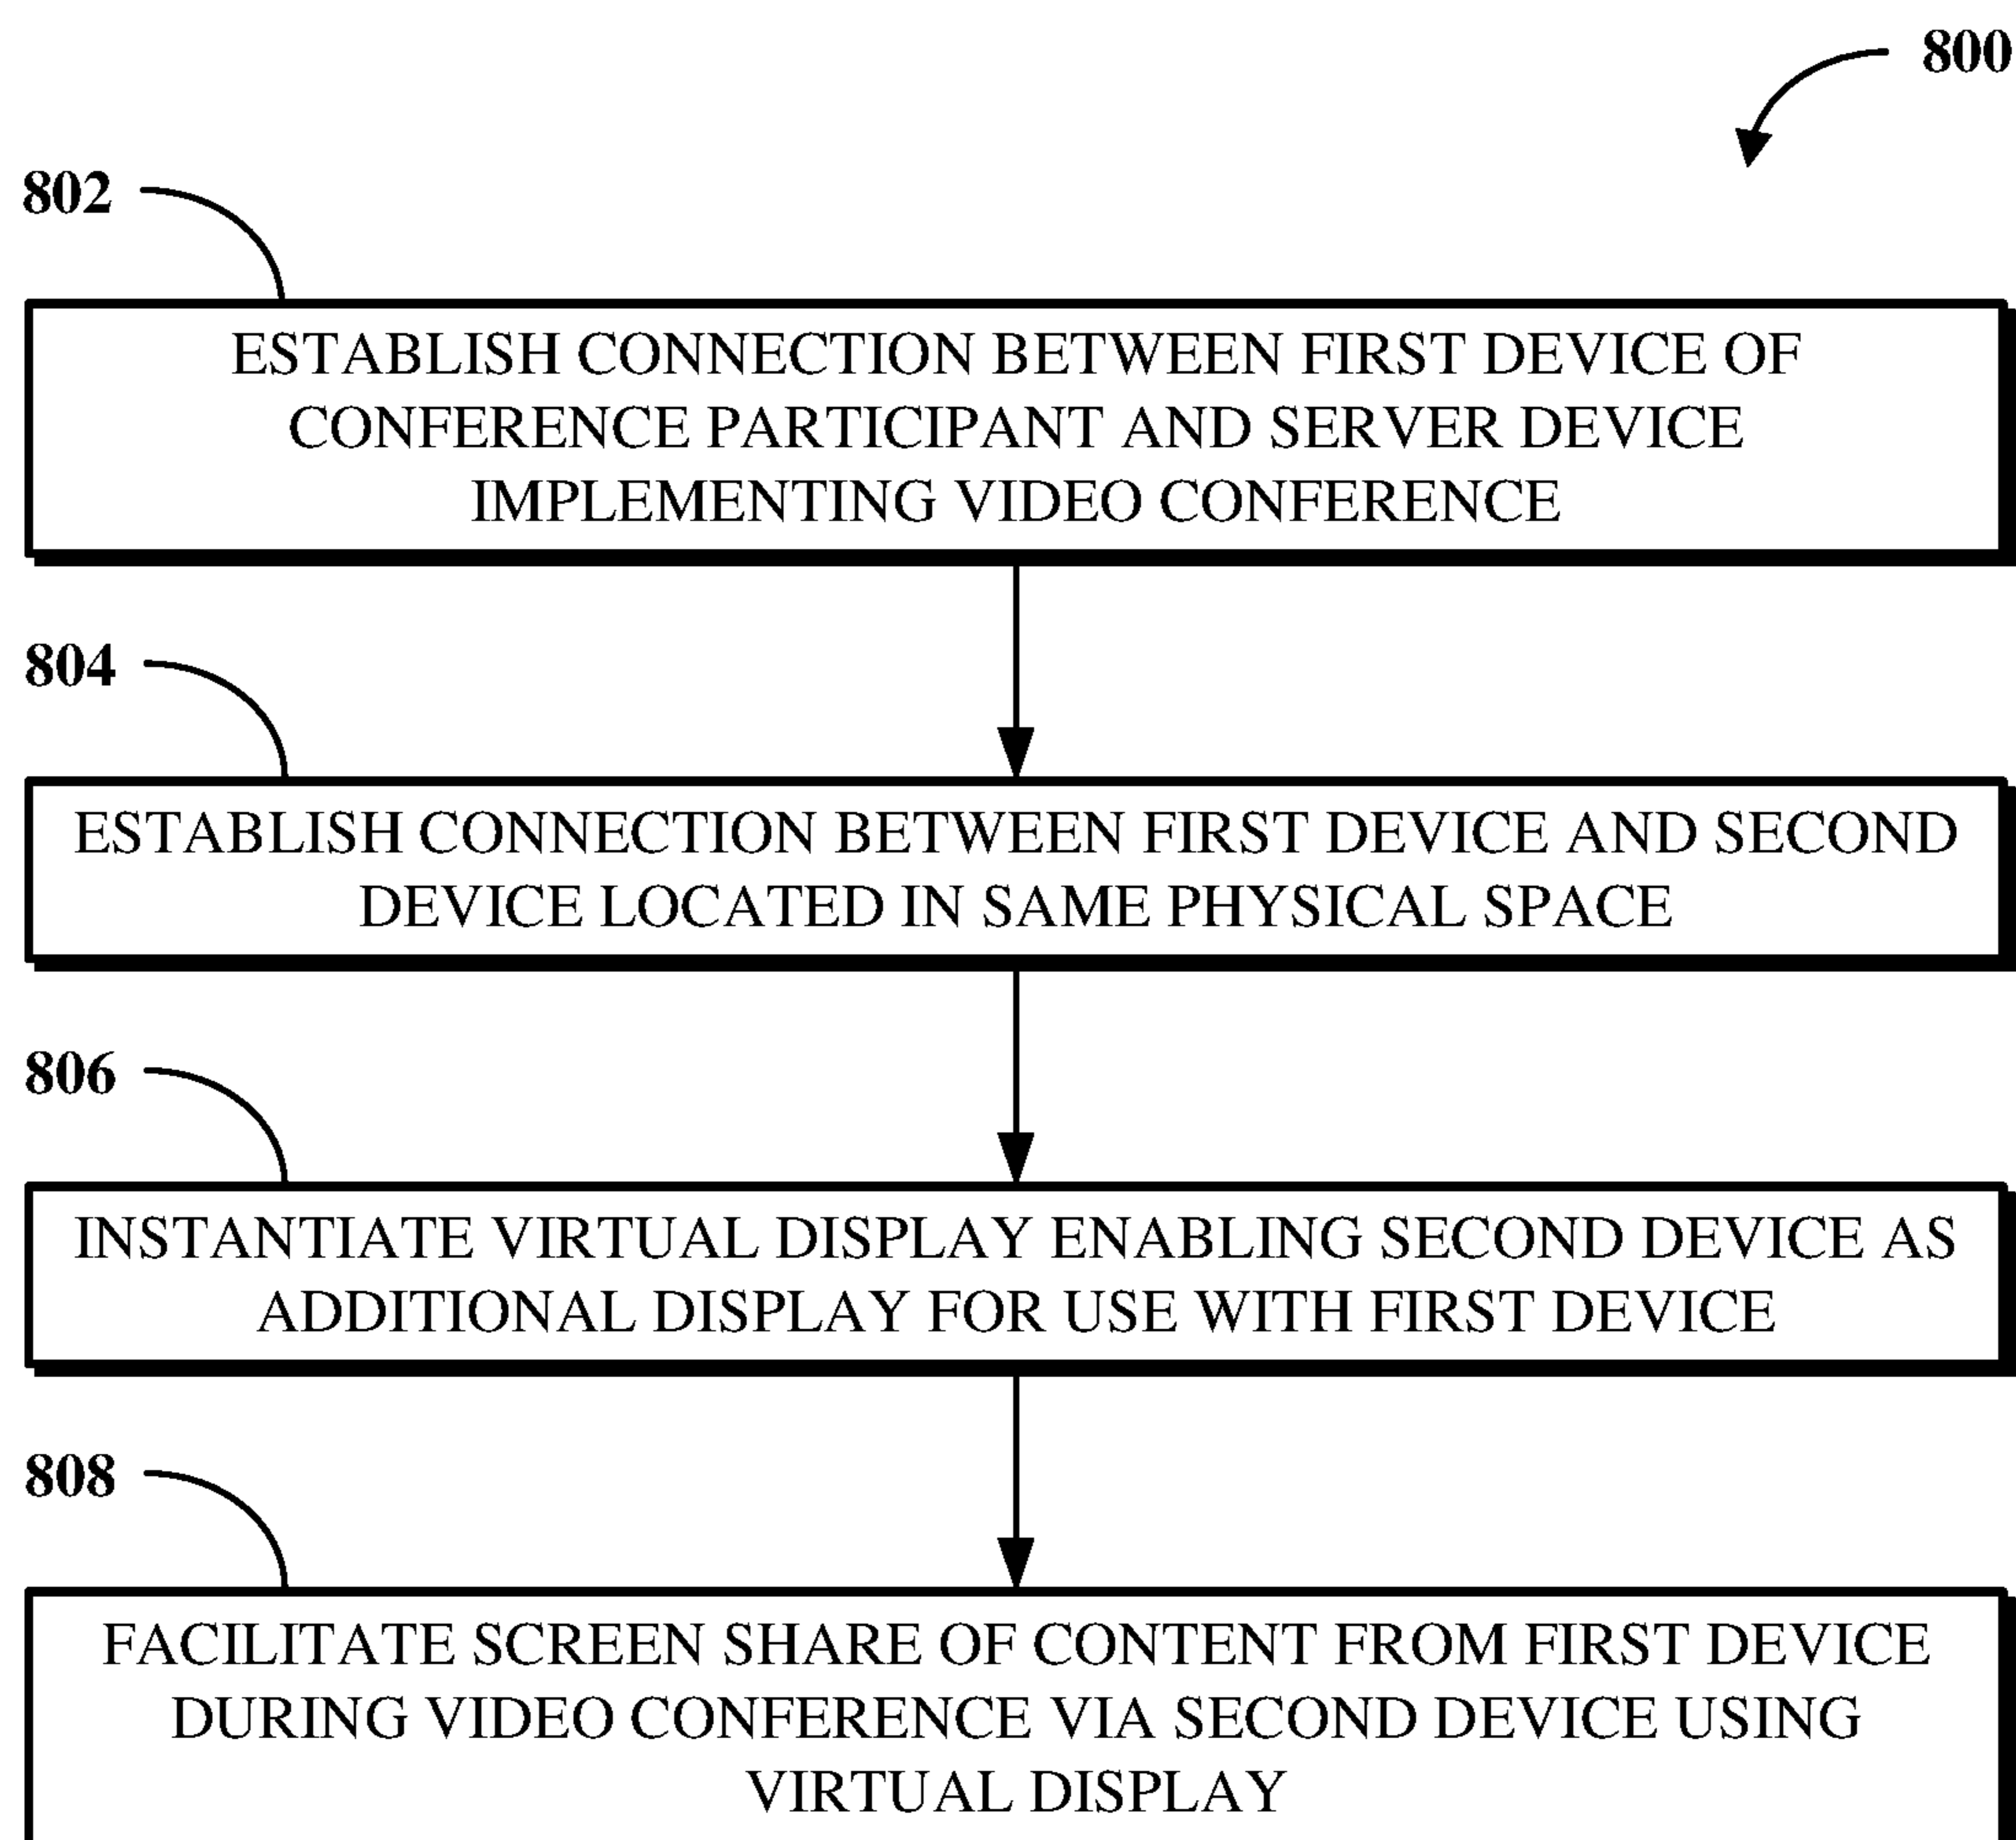 800
802
ESTABLISH CONNECTION BETWEEN FIRST DEVICE OF
CONFERENCE PARTICIPANT AND SERVER DEVICE
IMPLEMENTING VIDEO CONFERENCE
804
ESTABLISH CONNECTION BETWEEN FIRST DEVICE AND SECOND
DEVICE LOCATED IN SAME PHYSICAL SPACE
806
INSTANTIATE VIRTUAL DISPLAY ENABLING SECOND DEVICE AS
ADDITIONAL DISPLAY FOR USE WITH FIRST DEVICE
808
FACILITATE SCREEN SHARE OF CONTENT FROM FIRST DEVICE
DURING VIDEO CONFERENCE VIA SECOND DEVICE USING
VIRTUAL DISPLAY